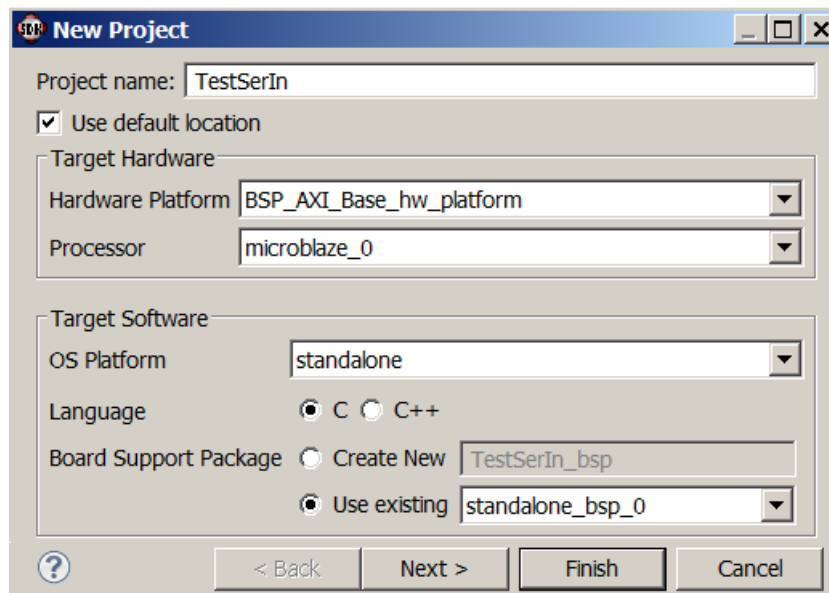 SDK New Project
Project name: TestSerIn
Use default location
Target Hardware
Hardware Platform BSP_AXI_Base_hw_platform
Processor microblaze_0
Target Software
OS Platform standalone
Language C C++
Board Support Package Create New TestSerIn_bsp
Use existing standalone_bsp_0
? < Back Next > Finish Cancel